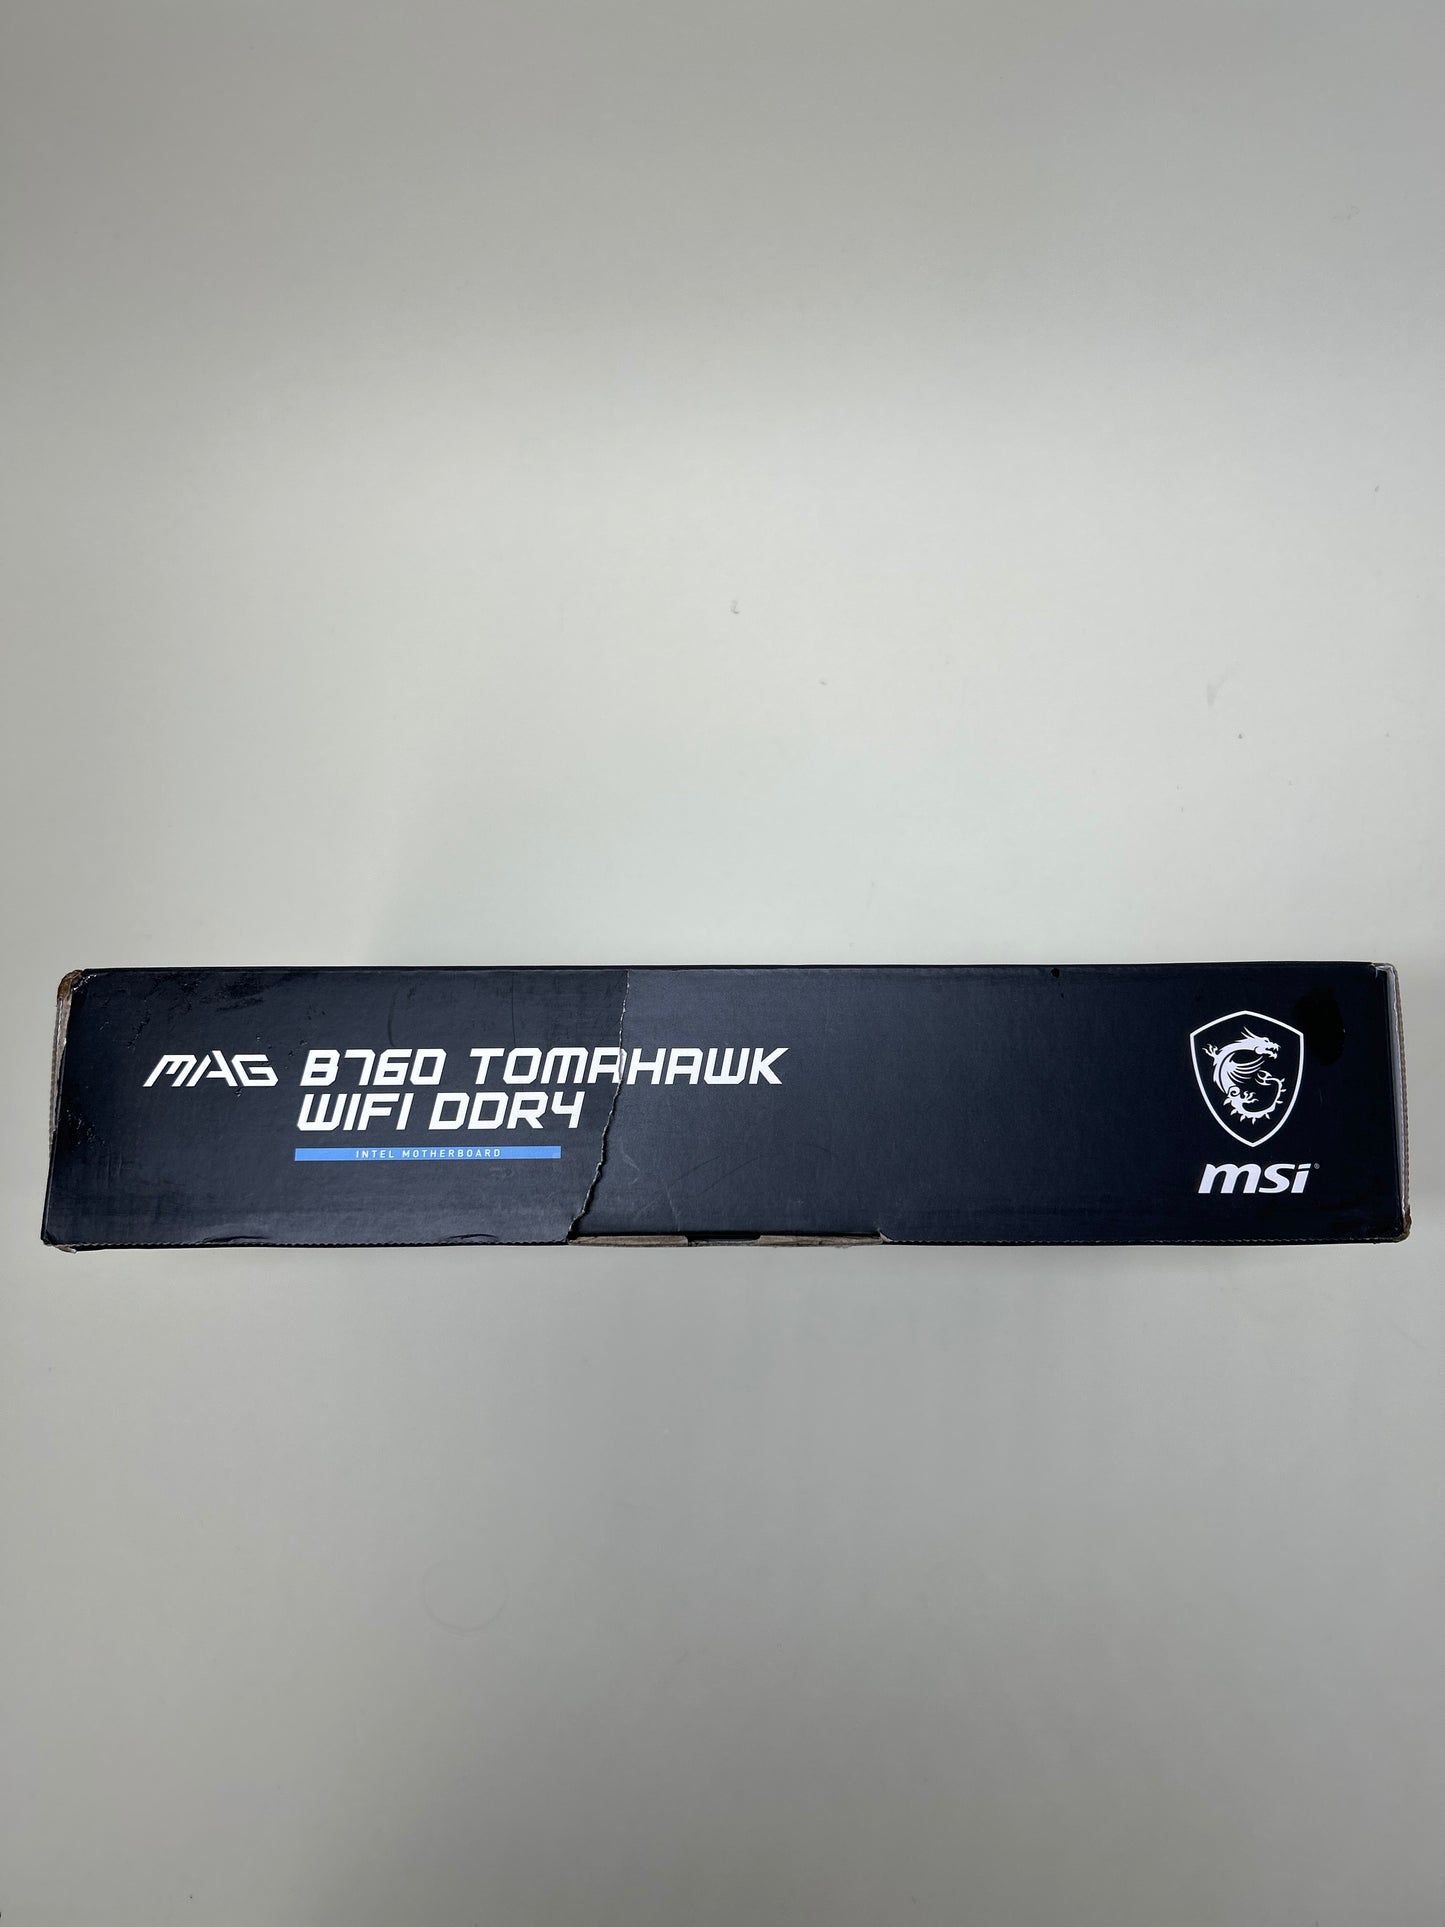 MAG B760 TOMAHAWK
WIFI DDR4
INTEL MOTHERBOARD
msi